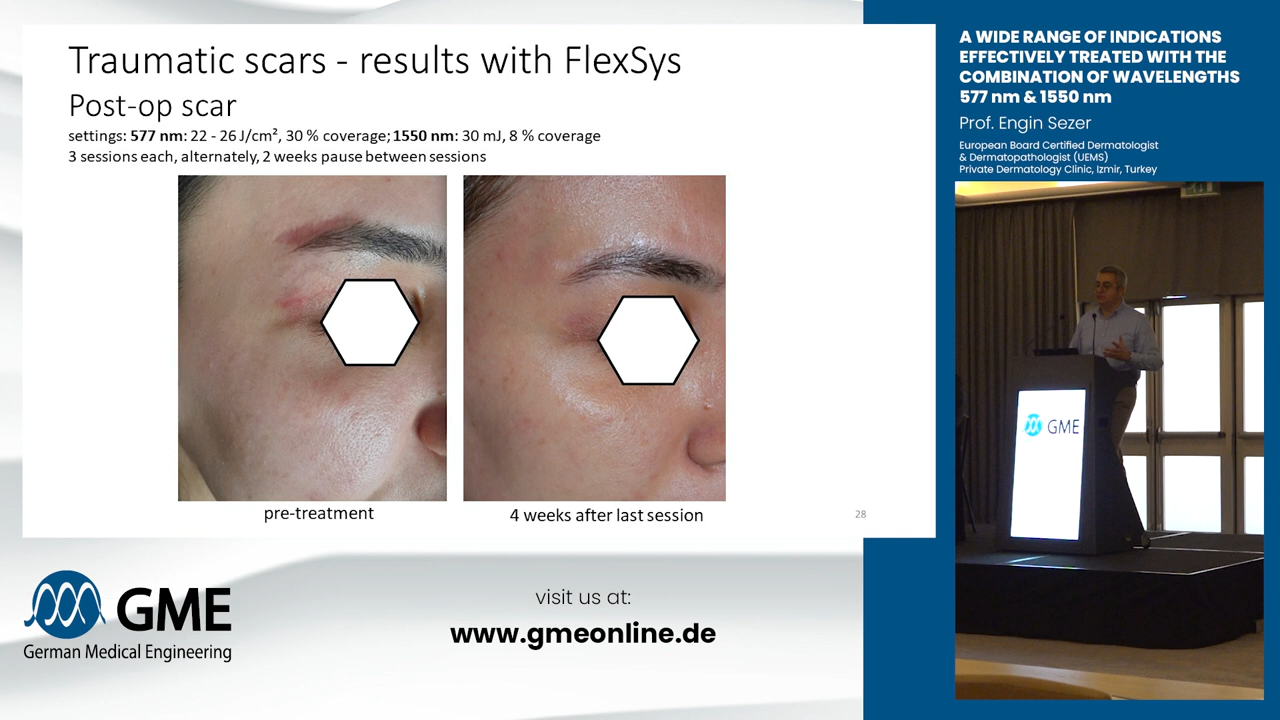 Traumatic scars - results with FlexSys
Post-op scar
settings: 577 nm: 22 - 26 J/cm², 30 % coverage; 1550 nm: 30 mJ, 8 % coverage
3 sessions each, alternately, 2 weeks pause between sessions
pre-treatment
4 weeks after last session
28
A WIDE RANGE OF INDICATIONS
EFFECTIVELY TREATED WITH THE
COMBINATION OF WAVELENGTHS
577 nm & 1550 nm
Prof. Engin Sezer
European Board Certified Dermatologist
& Dermatopathologist (UEMS)
Private Dermatology Clinic, Izmir, Turkey
GME
GME
German Medical Engineering
visit us at:
www.gmeonline.de